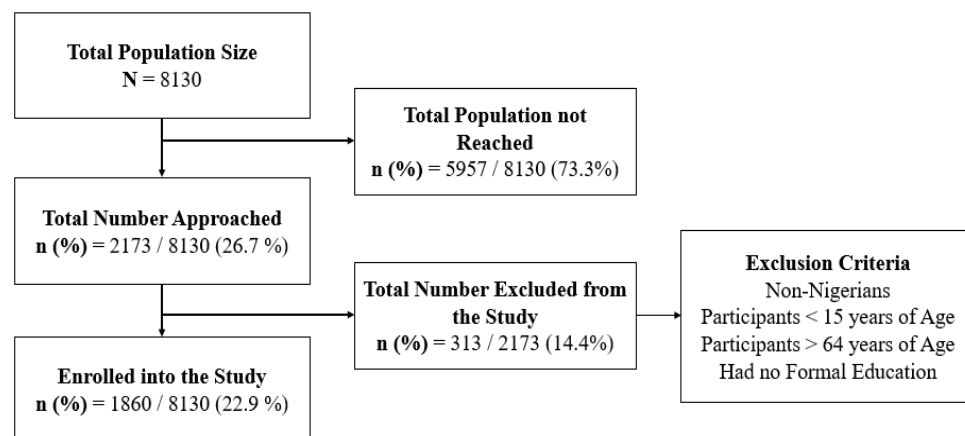 Total Population Size
N = 8130
Total Population not
Reached
n (%) = 5957 / 8130 (73.3%)
Total Number Approached
n (%) = 2173 / 8130 (26.7 %)
Total Number Excluded from
the Study
n (%) = 313 / 2173 (14.4%)
Exclusion Criteria
Non-Nigerians
Participants < 15 years of Age
Participants > 64 years of Age
Had no Formal Education
Enrolled into the Study
n (%) = 1860 / 8130 (22.9 %)